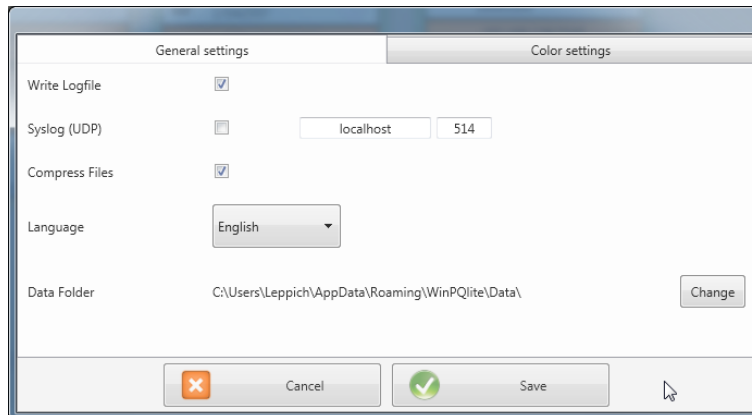 General settings Color settings
Write Logfile
Syslog (UDP) localhost 514
Compress Files
Language English
Data Folder C:\Users\Leppich\AppData\Roaming\WinPQlite\Data\ Change
Cancel Save